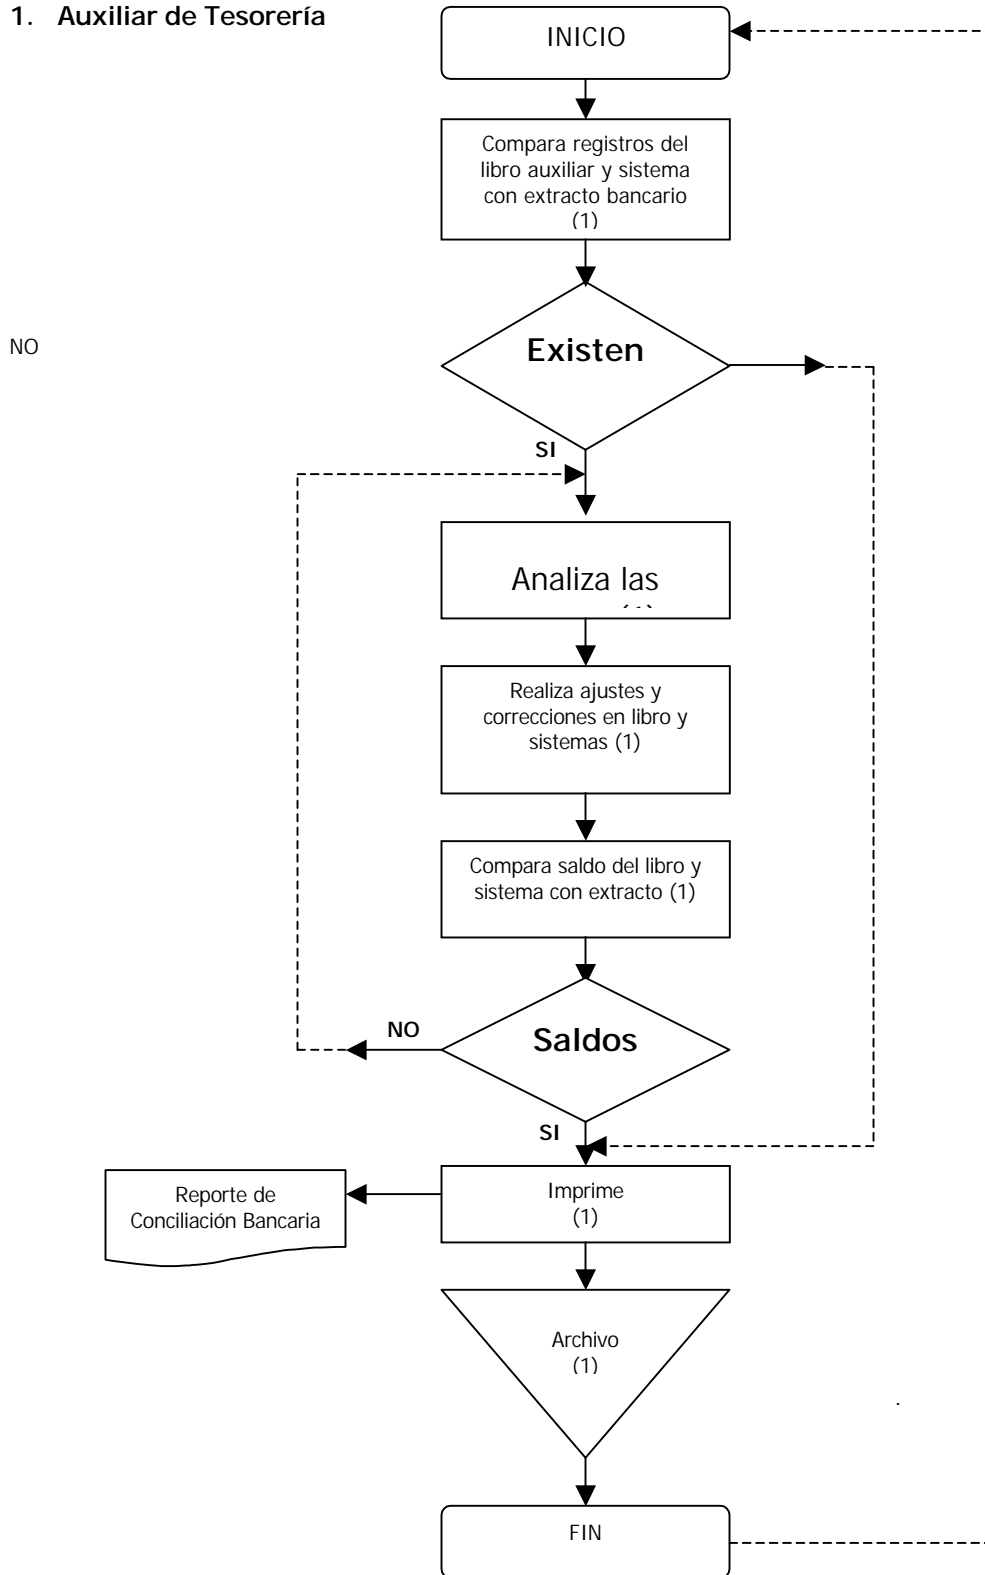 1. Auxiliar de Tesorería
INICIO
Compara registros del
libro auxiliar y sistema
con extracto bancario
(1)
NO
Existen
SI
Analiza las
Realiza ajustes y
correcciones en libro y
sistemas (1)
Compara saldo del libro y
sistema con extracto (1)
NO
Saldos
SI
Reporte de
Conciliación Bancaria
Imprime
(1)
Archivo
(1)
.
FIN